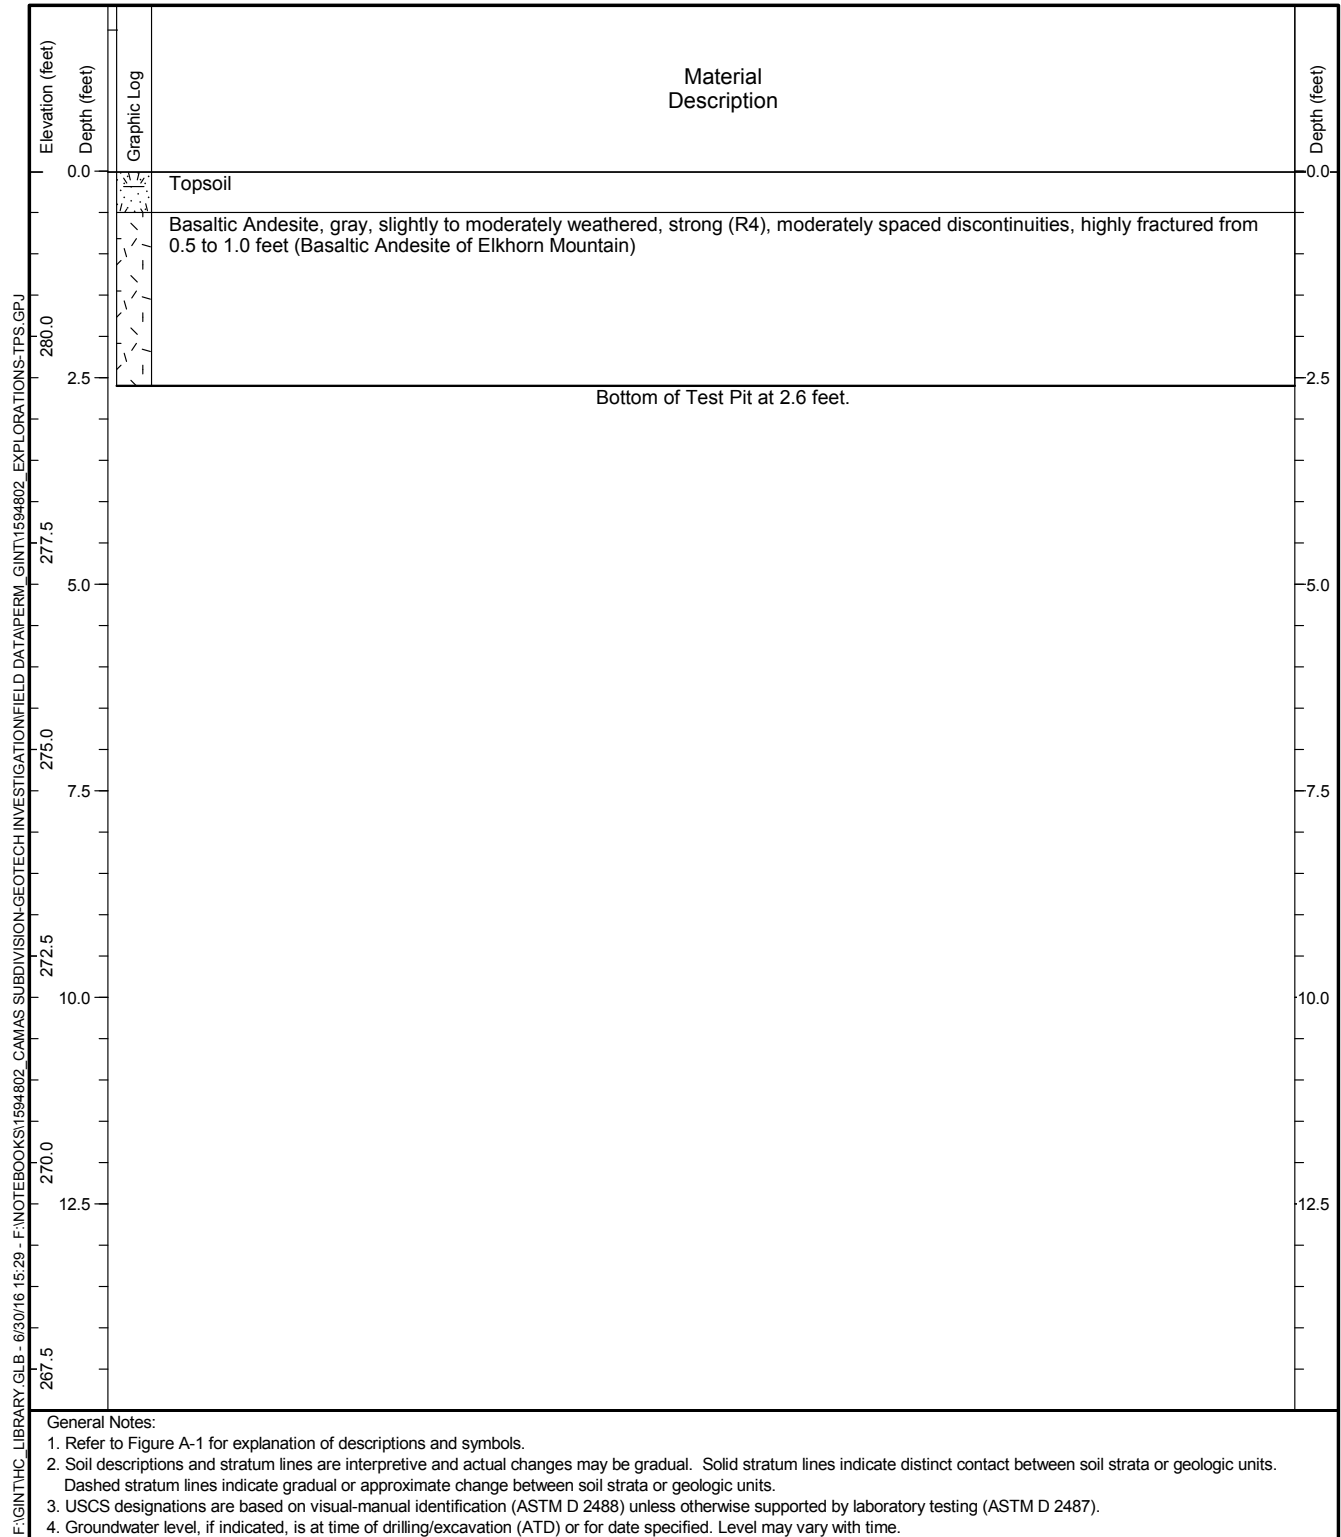 Elevation (feet)
Depth (feet)
Graphic Log
Material
Description
Depth (feet)
0.0
0.0
Topsoil
Basaltic Andesite, gray, slightly to moderately weathered, strong (R4), moderately spaced discontinuities, highly fractured from
0.5 to 1.0 feet (Basaltic Andesite of Elkhorn Mountain)
280.0
2.5
2.5
Bottom of Test Pit at 2.6 feet.
277.5
5.0
5.0
275.0
7.5
7.5
272.5
10.0
10.0
270.0
12.5
12.5
267.5
F:\GINT\HC_LIBRARY.GLB - 6/30/16 15:29 - F:\NOTEBOOKS\1594802_CAMAS SUBDIVISION-GEOTECH INVESTIGATION\FIELD DATA\PERM_GINT\1594802_EXPLORATIONS-TPS.GPJ
General Notes:
1. Refer to Figure A-1 for explanation of descriptions and symbols.
2. Soil descriptions and stratum lines are interpretive and actual changes may be gradual. Solid stratum lines indicate distinct contact between soil strata or geologic units.
Dashed stratum lines indicate gradual or approximate change between soil strata or geologic units.
3. USCS designations are based on visual-manual identification (ASTM D 2488) unless otherwise supported by laboratory testing (ASTM D 2487).
4. Groundwater level, if indicated, is at time of drilling/excavation (ATD) or for date specified. Level may vary with time.